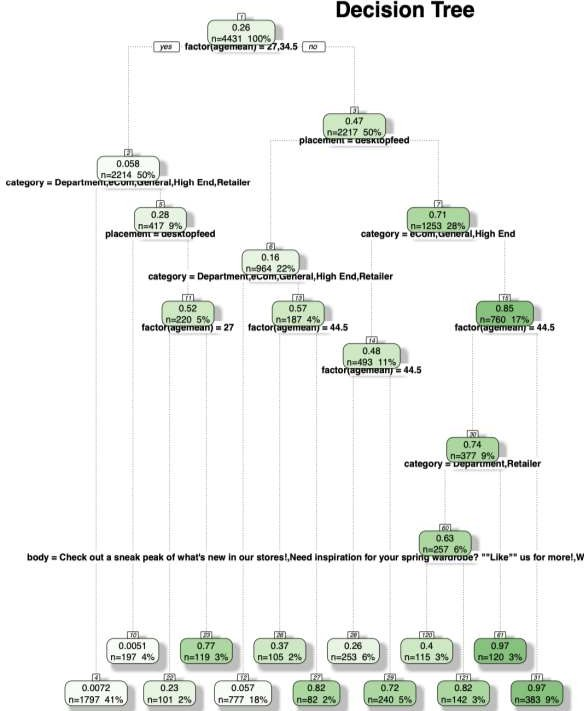 Decision Tree
1
0.26
n=4431 100%
yes factor(agemean) = 27,34.5 no
3
0.47
n=2217 50%
placement = desktopfeed
2
0.058
n=2214 50%
category = Department,eCom,General,High End,Retailer
5
0.28
n=417 9%
placement = desktopfeed
7
0.71
n=1253 28%
category = eCom,General,High End
6
0.16
n=964 22%
category = Department,eCom,General,High End,Retailer
11
0.52
n=220 5%
factor(agemean) = 27
13
0.57
n=187 4%
factor(agemean) = 44.5
15
0.85
n=760 17%
factor(agemean) = 44.5
14
0.48
n=493 11%
factor(agemean) = 44.5
30
0.74
n=377 9%
category = Department,Retailer
60
0.63
n=257 6%
body = Check out a sneak peak of what's new in our stores!,Need inspiration for your spring wardrobe? ""Like"" us for more!,W
10
0.0051
n=197 4%
23
0.77
n=119 3%
26
0.37
n=105 2%
28
0.26
n=253 6%
120
0.4
n=115 3%
61
0.97
n=120 3%
4
0.0072
n=1797 41%
22
0.23
n=101 2%
12
0.057
n=777 18%
27
0.82
n=82 2%
29
0.72
n=240 5%
121
0.82
n=142 3%
31
0.97
n=383 9%